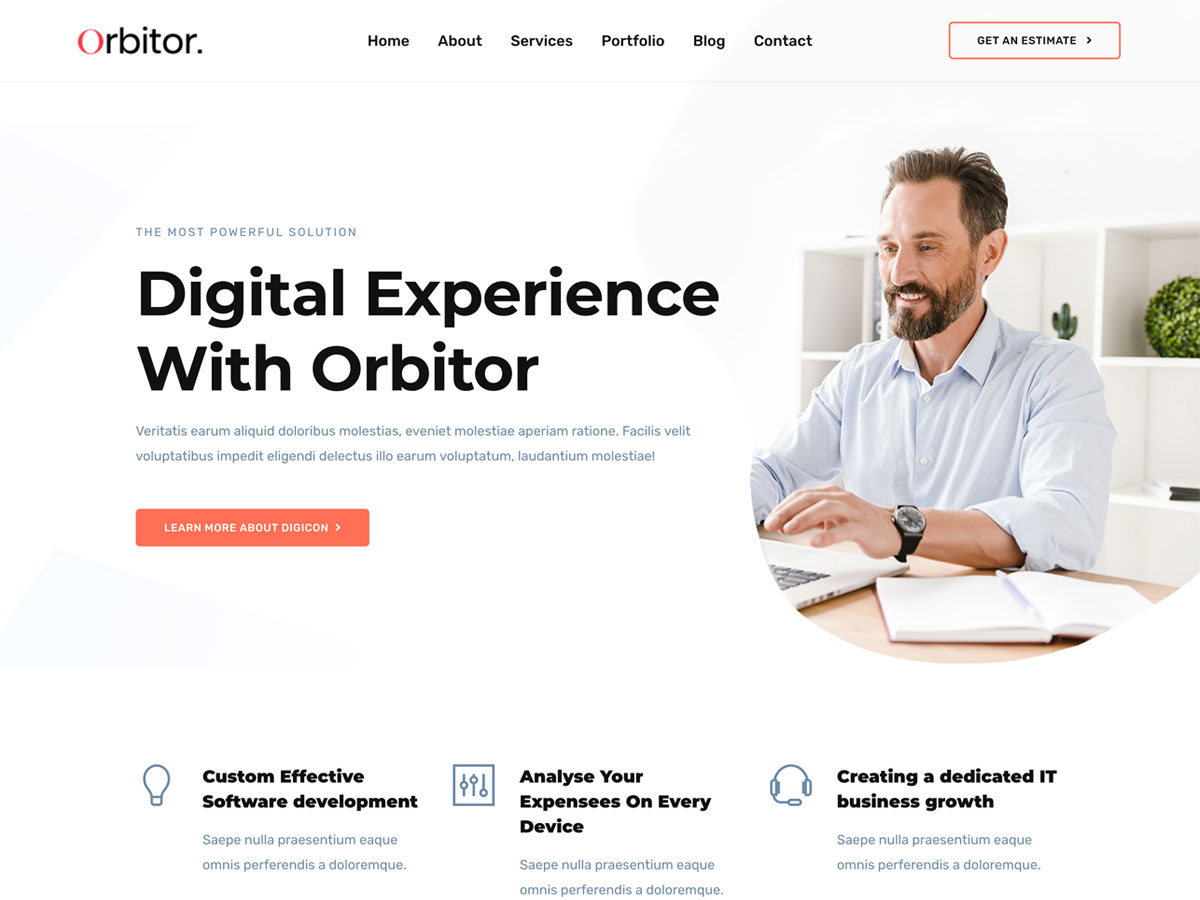 Orbitor.
Home About Services Portfolio Blog Contact
GET AN ESTIMATE
THE MOST POWERFUL SOLUTION
Digital Experience
With Orbitor
Veritatis earum aliquid doloribus molestias, eveniet molestiae aperiam ratione. Facilis velit
voluptatibus impedit eligendi delectus illo earum voluptatum, laudantium molestiae!
LEARN MORE ABOUT DIGICON
Custom Effective
Software development
Saepe nulla praesentium eaque
omnis perferendis a doloremque.
Analyse Your
Expensees On Every
Device
Saepe nulla praesentium eaque
omnis perferendis a doloremque.
Creating a dedicated IT
business growth
Saepe nulla praesentium eaque
omnis perferendis a doloremque.